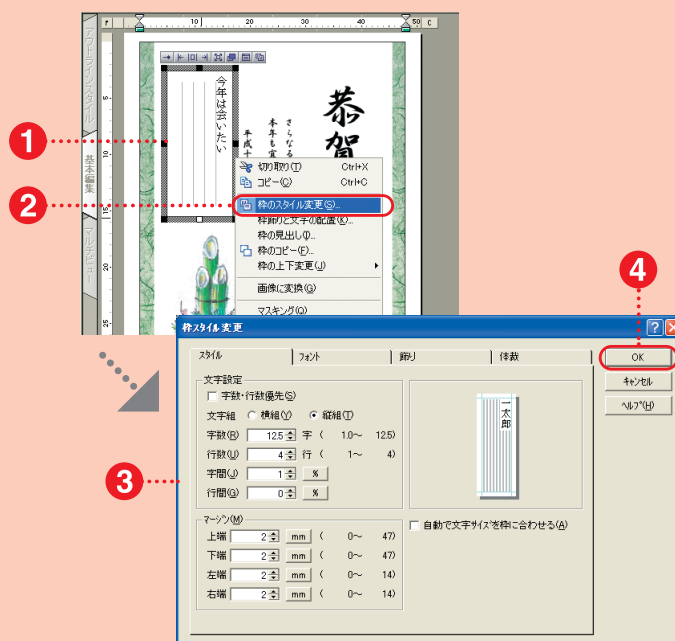 r 10 20 30 40 50 c
アウトラインスタイル
基本編集
マルチビュー
5
10
15
20
25
恭賀
さらなる
本年も宜
平成十
今年は会いたい
1
2
切り取り(T) Ctrl+X
コピー(C) Ctrl+C
枠のスタイル変更(S)...
枠飾りと文字の配置(K)...
枠の見出し(I)...
枠のコピー(F)...
枠の上下変更(J)
画像に変換(G)
マスキング(Q)
4
枠スタイル変更
スタイル フォント 飾り 体裁
OK
キャンセル
ヘルプ(H)
文字設定
字数・行数優先(S)
文字組 横組(Y) 縦組(T)
字数(R) 12.5 字 ( 1.0～ 12.5)
行数(U) 4 行 ( 1～ 4)
字間(J) 1 %
行間(G) 0 %
3
一太郎
マージン(M)
上端 2 mm ( 0～ 47)
下端 2 mm ( 0～ 47)
左端 2 mm ( 0～ 14)
右端 2 mm ( 0～ 14)
自動で文字サイズを枠に合わせる(A)